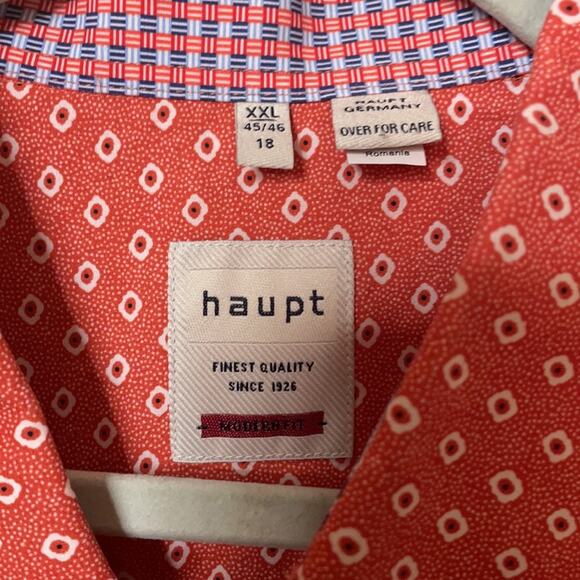 XXL
45/46
18
HAUPT
GERMANY
OVER FOR CARE
Romania
haupt
FINEST QUALITY
SINCE 1926
MODERN FIT